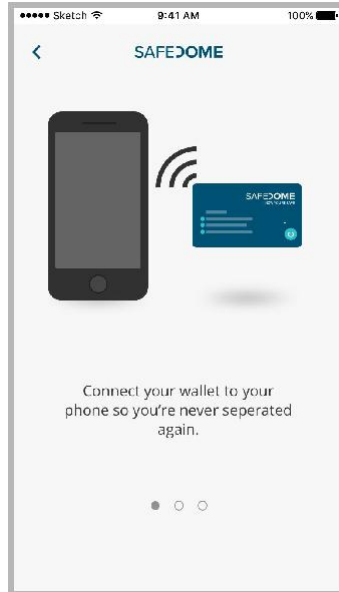 Sketch 9:41 AM 100%
SAFEDOME
SAFEDOME
Connect your wallet to your
phone so you're never seperated
again.